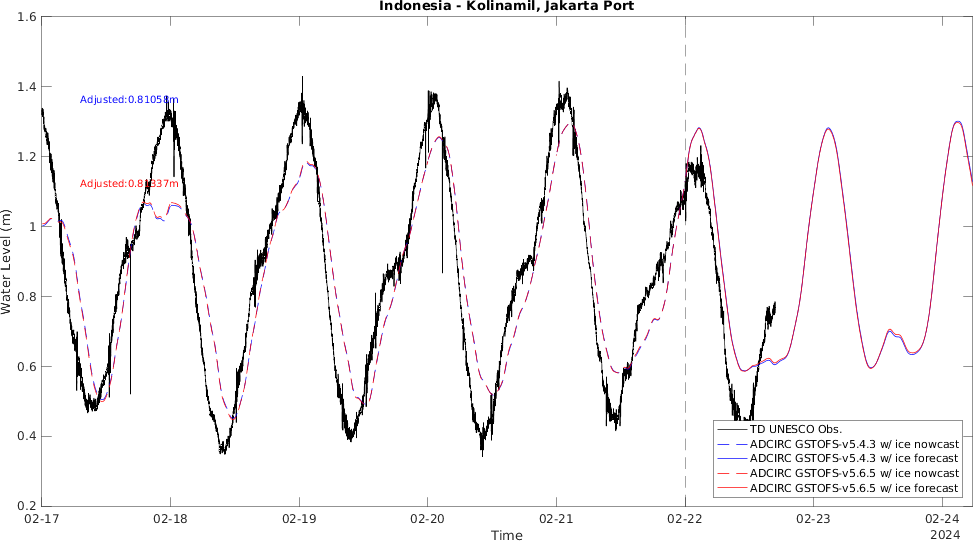 Indonesia - Kolinamil, Jakarta Port
1.6
1.4
1.2
1
0.8
0.6
0.4
0.2
Water Level (m)
Adjusted:0.81058m
TD UNESCO Obs.
ADCIRC GSTOFS-v5.4.3 w/ ice nowcast
ADCIRC GSTOFS-v5.4.3 w/ ice forecast
ADCIRC GSTOFS-v5.6.5 w/ ice nowcast
ADCIRC GSTOFS-v5.6.5 w/ ice forecast
02-17
02-18
02-19
02-20
02-21
02-22
02-23
02-24
Time
2024